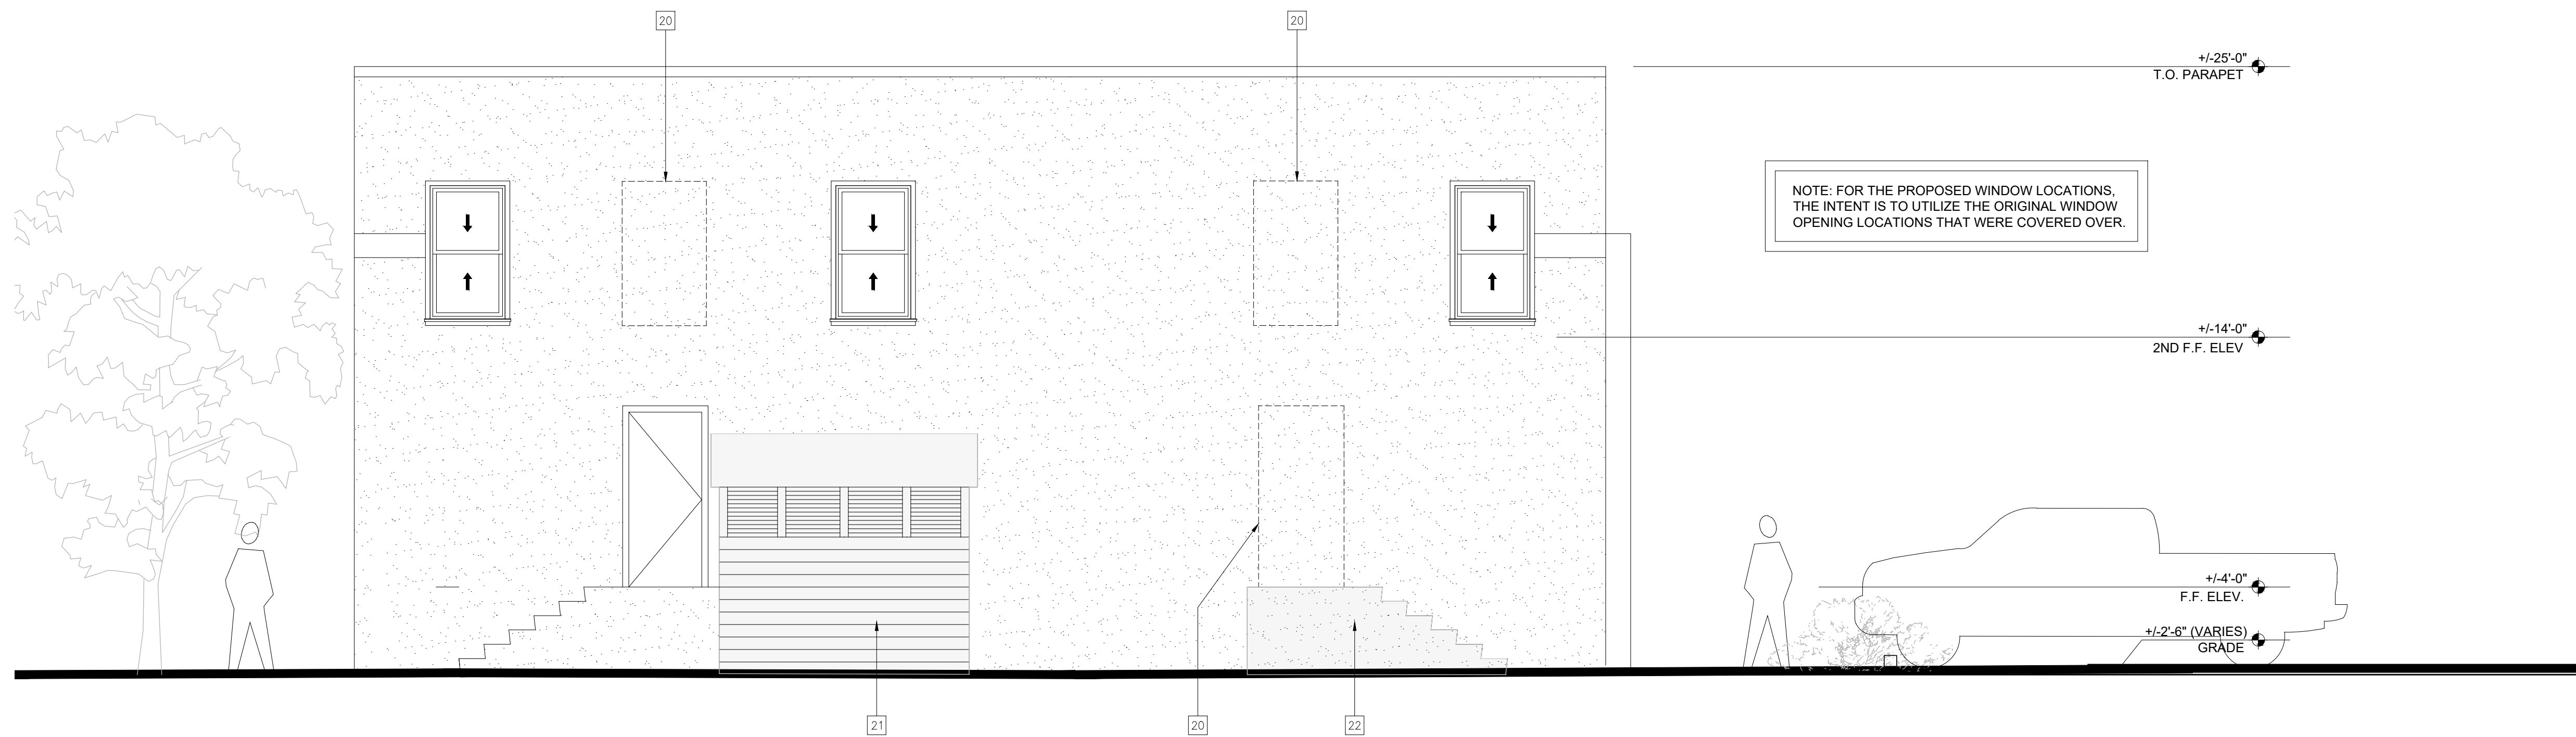 20
20
+/-25'-0"
T.O. PARAPET
NOTE: FOR THE PROPOSED WINDOW LOCATIONS,
THE INTENT IS TO UTILIZE THE ORIGINAL WINDOW
OPENING LOCATIONS THAT WERE COVERED OVER.
+/-14'-0"
2ND F.F. ELEV
+/-4'-0"
F.F. ELEV.
+/-2'-6" (VARIES)
GRADE
21
20
22